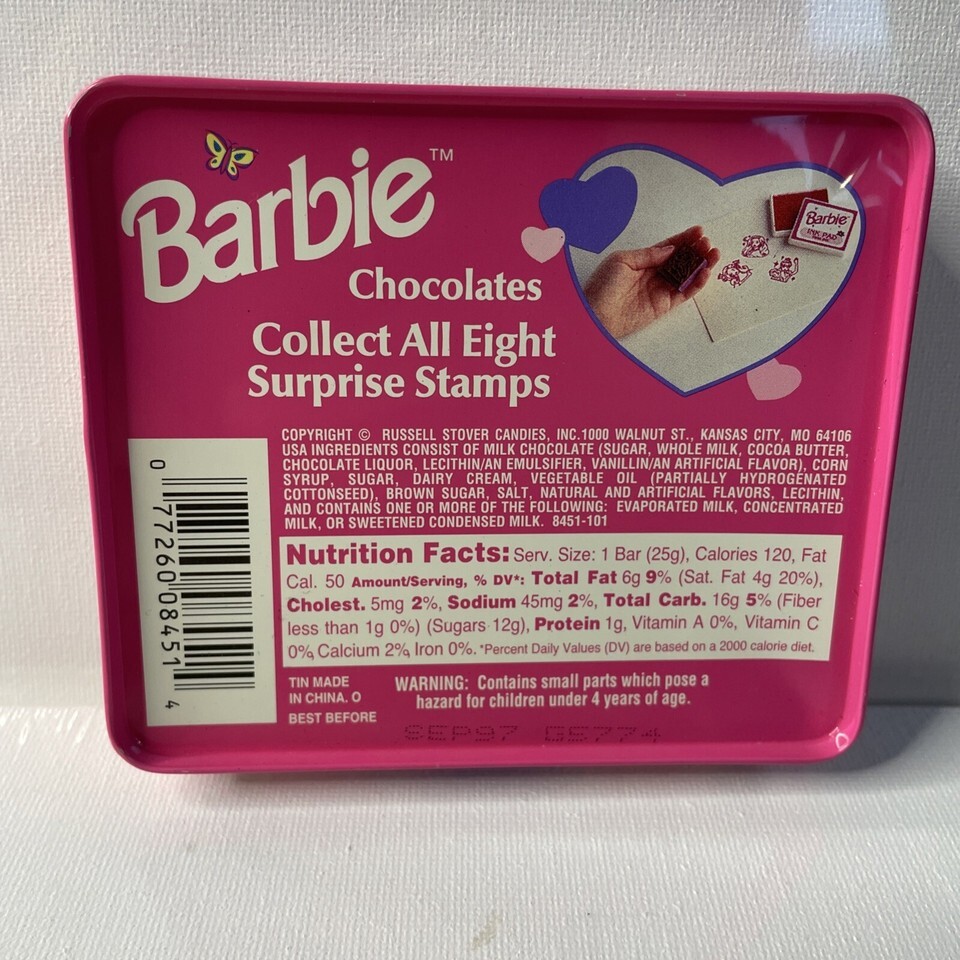 Barbie™
Chocolates
Collect All Eight
Surprise Stamps
Barbie
INK PAD
COPYRIGHT © RUSSELL STOVER CANDIES, INC.1000 WALNUT ST., KANSAS CITY, MO 64106
USA INGREDIENTS CONSIST OF MILK CHOCOLATE (SUGAR, WHOLE MILK, COCOA BUTTER,
CHOCOLATE LIQUOR, LECITHIN/AN EMULSIFIER, VANILLIN/AN ARTIFICIAL FLAVOR), CORN
SYRUP, SUGAR, DAIRY CREAM, VEGETABLE OIL (PARTIALLY HYDROGENATED
COTTONSEED), BROWN SUGAR, SALT, NATURAL AND ARTIFICIAL FLAVORS, LECITHIN,
AND CONTAINS ONE OR MORE OF THE FOLLOWING: EVAPORATED MILK, CONCENTRATED
MILK, OR SWEETENED CONDENSED MILK. 8451-101
Nutrition Facts: Serv. Size: 1 Bar (25g), Calories 120, Fat
Cal. 50 Amount/Serving, % DV*: Total Fat 6g 9% (Sat. Fat 4g 20%),
Cholest. 5mg 2%, Sodium 45mg 2%, Total Carb. 16g 5% (Fiber
less than 1g 0%) (Sugars 12g), Protein 1g, Vitamin A 0%, Vitamin C
0%, Calcium 2%, Iron 0%. *Percent Daily Values (DV) are based on a 2000 calorie diet.
0 77260 08451 4
TIN MADE
IN CHINA. O
BEST BEFORE
WARNING: Contains small parts which pose a
hazard for children under 4 years of age.
SEP97 G5774